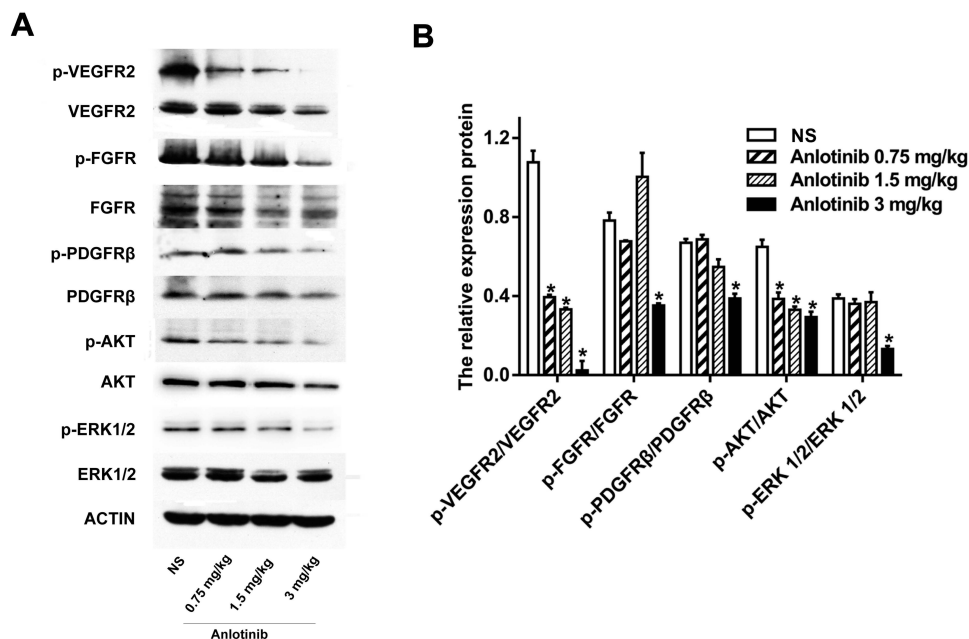 A
p-VEGFR2
VEGFR2
p-FGFR
FGFR
p-PDGFRβ
PDGFRβ
p-AKT
AKT
p-ERK1/2
ERK1/2
ACTIN
NS
0.75 mg/kg
1.5 mg/kg
3 mg/kg
Anlotinib
B
The relative expression protein
1.2
0.8
0.4
0.0
NS
Anlotinib 0.75 mg/kg
Anlotinib 1.5 mg/kg
Anlotinib 3 mg/kg
* * *
*
*
* * *
*
p-VEGFR2/VEGFR2
p-FGFR/FGFR
p-PDGFRβ/PDGFRβ
p-AKT/AKT
p-ERK 1/2/ERK 1/2